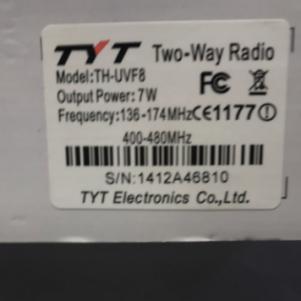 TYT Two-Way Radio
Model:TH-UVF8
Output Power: 7W FC
Frequency:136-174MHz CE1177
400-480MHz
S/N:1412A46810
TYT Electronics Co.,Ltd.